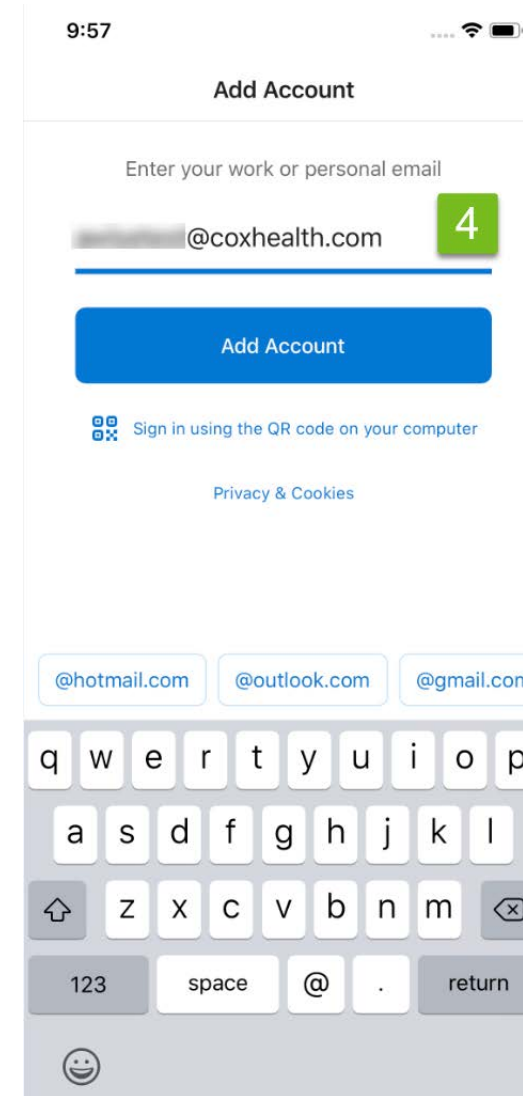 9:57
Add Account
Enter your work or personal email
@coxhealth.com
4
Add Account
Sign in using the QR code on your computer
Privacy & Cookies
@hotmail.com @outlook.com @gmail.com
q w e r t y u i o p
a s d f g h j k l
z x c v b n m
123 space @ . return